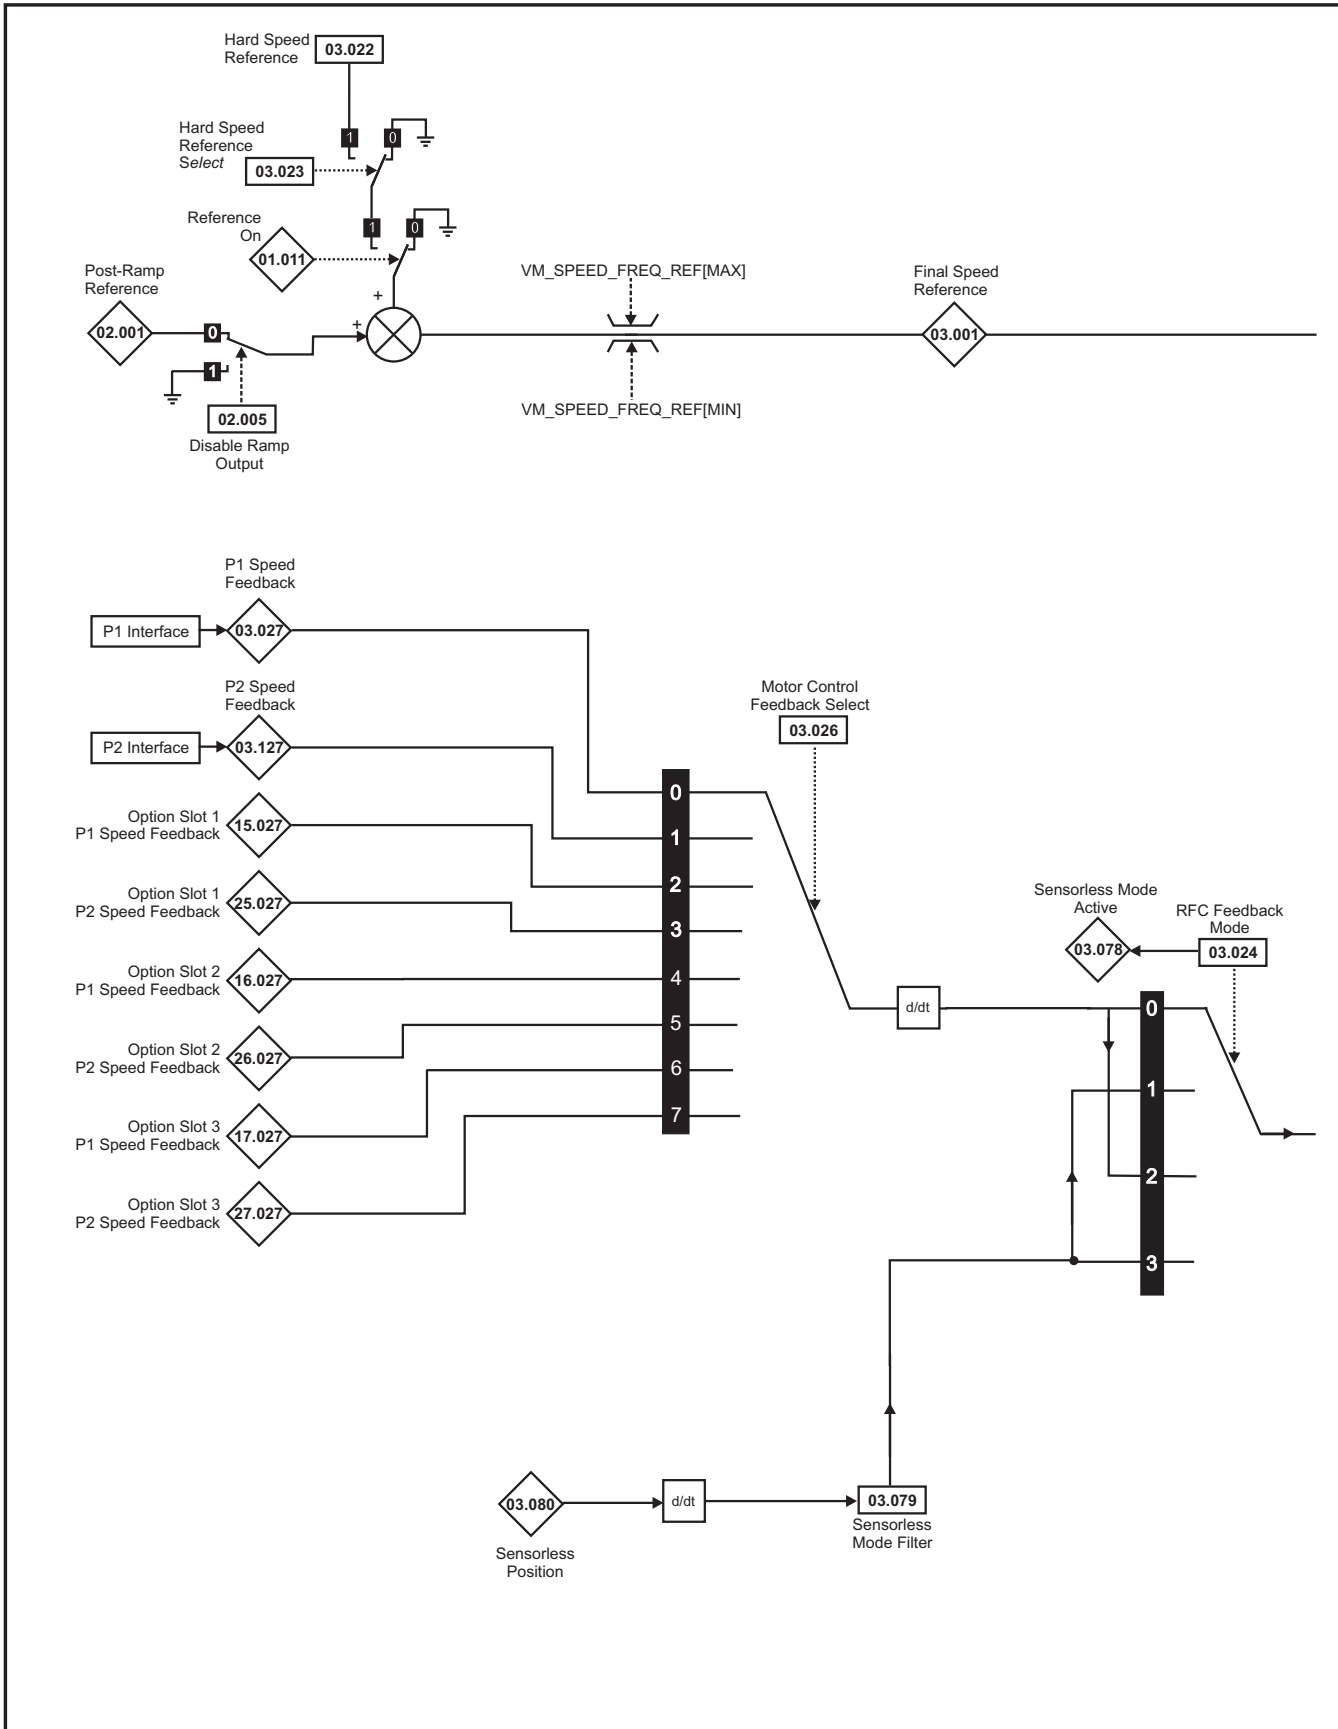 Hard Speed
Reference
03.022
Hard Speed
Reference
Select
1
0
03.023
Reference
On
1
0
01.011
Post-Ramp
Reference
VM_SPEED_FREQ_REF[MAX]
Final Speed
Reference
+
+
02.001
0
03.001
1
VM_SPEED_FREQ_REF[MIN]
02.005
Disable Ramp
Output
P1 Speed
Feedback
P1 Interface
03.027
P2 Speed
Feedback
P2 Interface
03.127
Motor Control
Feedback Select
03.026
Option Slot 1
P1 Speed Feedback
15.027
Option Slot 1
P2 Speed Feedback
25.027
Option Slot 2
P1 Speed Feedback
16.027
Option Slot 2
P2 Speed Feedback
26.027
Option Slot 3
P1 Speed Feedback
17.027
Option Slot 3
P2 Speed Feedback
27.027
0
1
2
3
4
5
6
7
d/dt
Sensorless Mode
Active
03.078
RFC Feedback
Mode
03.024
0
1
2
3
03.080
Sensorless
Position
d/dt
03.079
Sensorless
Mode Filter